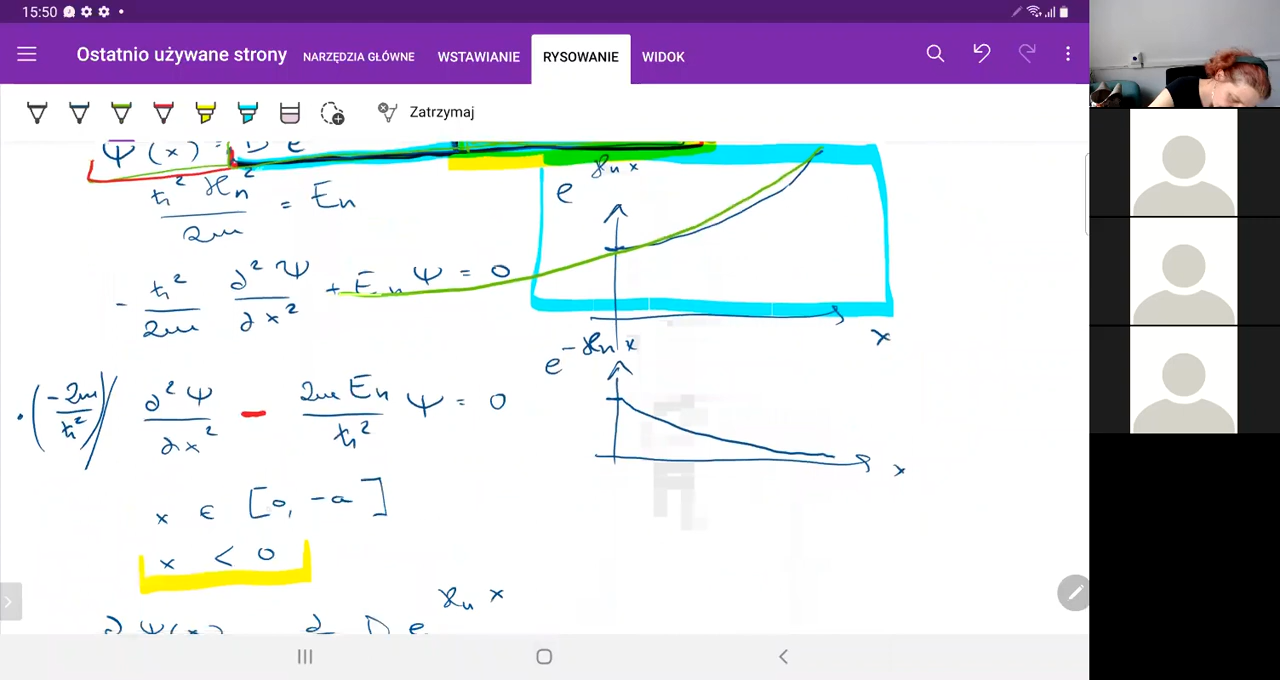 15:50
Ostatnio używane strony NARZĘDZIA GŁÓWNE WSTAWIANIE RYSOWANIE WIDOK
Zatrzymaj
Ψ(x) = D e
ħ² ϰn² / 2m = En
- ħ²/2m ∂²Ψ/∂x² + En Ψ = 0
·(-2m/ħ²)/ ∂²Ψ/∂x² - 2m En/ħ² Ψ = 0
x ∈ [0, -a]
x < 0
∂ Ψ(x) ∂ D e^ϰn x
e^ϰn x
x
e^-ϰn x
x